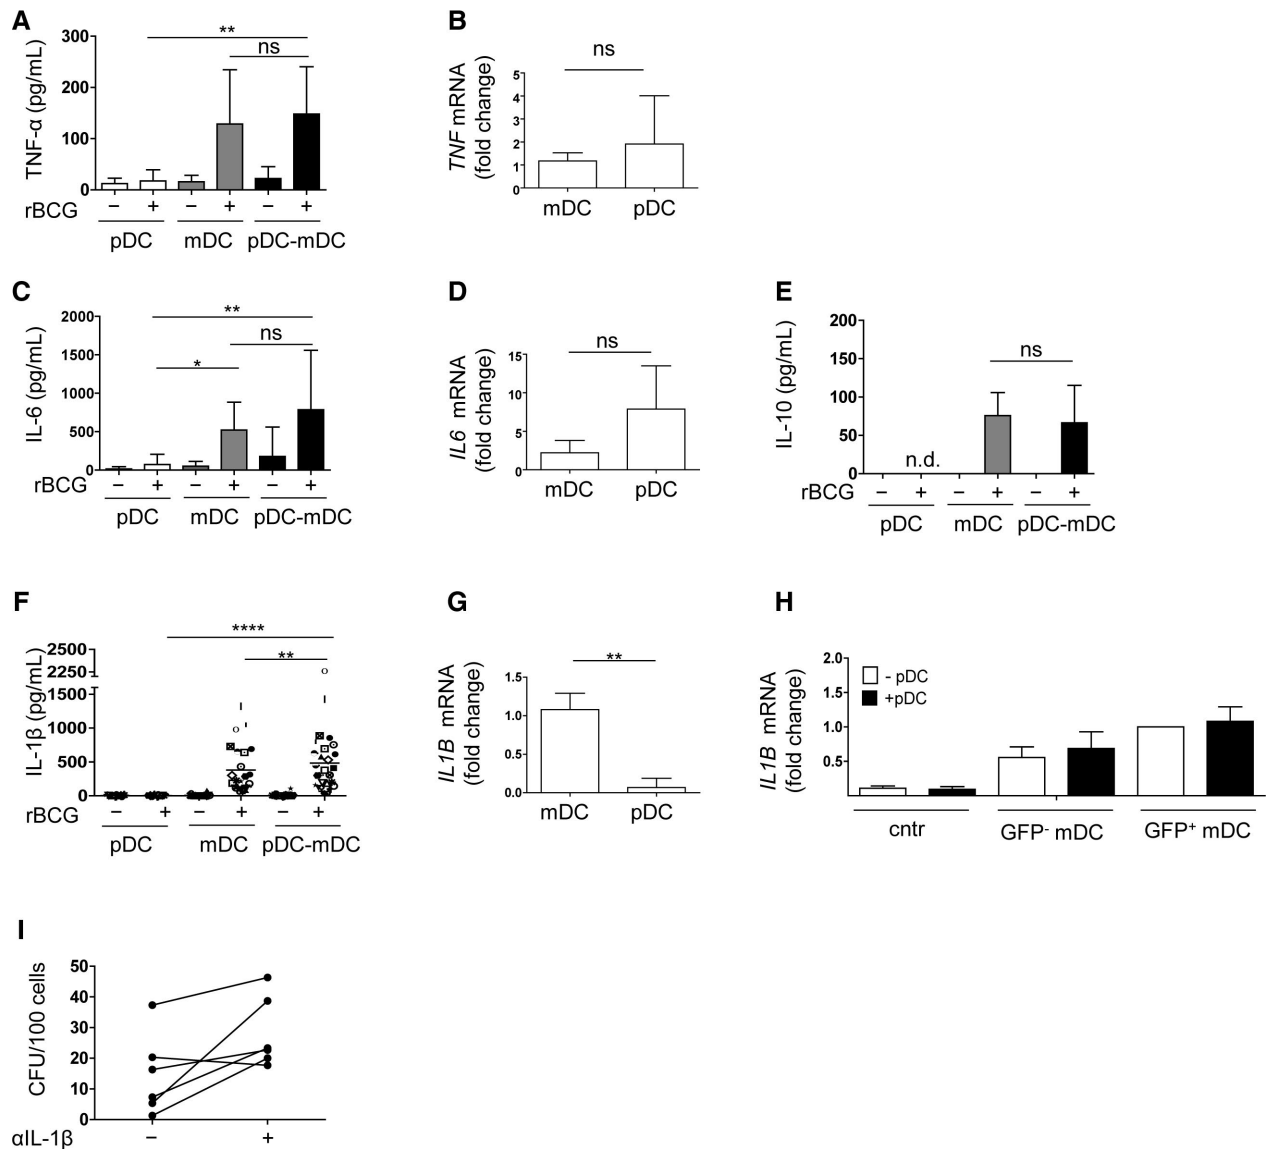 A
TNF-α (pg/mL)
300
200
100
0
**
ns
rBCG
− + − + − +
pDC mDC pDC-mDC
B
TNF mRNA
(fold change)
5
4
3
2
1
0
ns
mDC pDC
C
IL-6 (pg/mL)
2000
1500
1000
500
0
**
ns
*
rBCG
− + − + − +
pDC mDC pDC-mDC
D
IL6 mRNA
(fold change)
15
10
5
0
ns
mDC pDC
E
IL-10 (pg/mL)
200
150
100
50
0
ns
n.d.
rBCG
− + − + − +
pDC mDC pDC-mDC
F
IL-1β (pg/mL)
2500
2250
1500
1000
500
0
****
**
rBCG
− + − + − +
pDC mDC pDC-mDC
G
IL1B mRNA
(fold change)
1.5
1.0
0.5
0.0
**
mDC pDC
H
IL1B mRNA
(fold change)
2.0
1.5
1.0
0.5
- pDC
+pDC
cntr GFP⁻ mDC GFP⁺ mDC
I
CFU/100 cells
50
40
30
20
10
0
αIL-1β − +